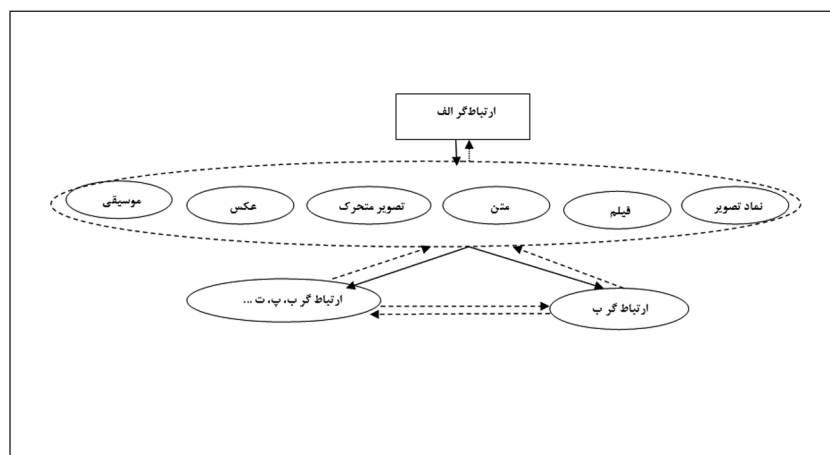 ارتباط‌گر الف
نماد تصویر
فیلم
متن
تصویر متحرک
عکس
موسیقی
ارتباط گر ب
ارتباط گر ب، پ، ت ...